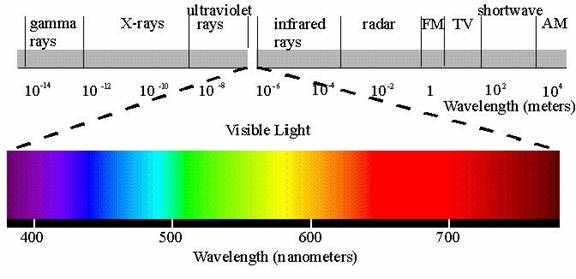 gamma rays
X-rays
ultraviolet rays
infrared rays
radar
FM
TV
shortwave
AM
10⁻¹⁴ 10⁻¹² 10⁻¹⁰ 10⁻⁸ 10⁻⁶ 10⁻⁴ 10⁻² 1 10² 10⁴
Wavelength (meters)
Visible Light
400 500 600 700
Wavelength (nanometers)